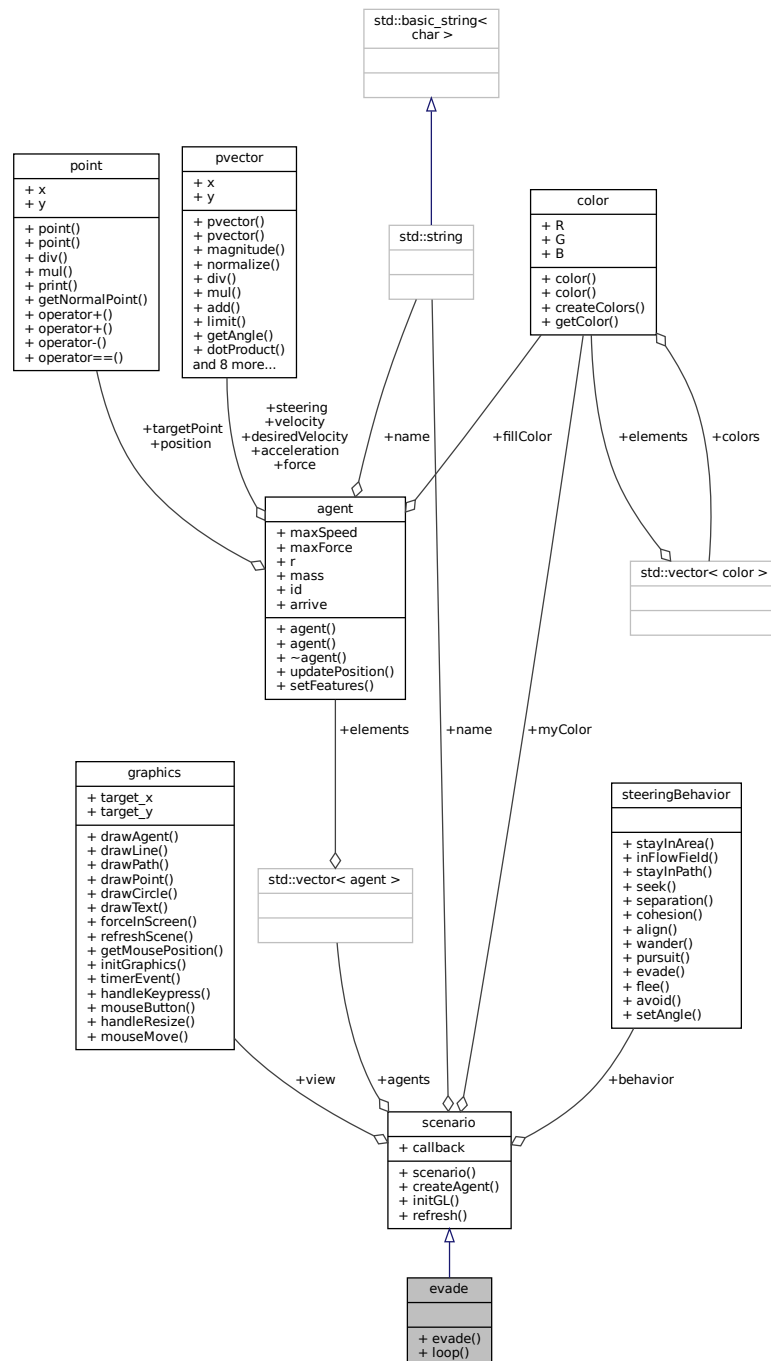 std::basic_string<
char >
point
+ x
+ y
+ point()
+ point()
+ div()
+ mul()
+ print()
+ getNormalPoint()
+ operator+()
+ operator+()
+ operator-()
+ operator==()
pvector
+ x
+ y
+ pvector()
+ pvector()
+ magnitude()
+ normalize()
+ div()
+ mul()
+ add()
+ limit()
+ getAngle()
+ dotProduct()
and 8 more...
std::string
color
+ R
+ G
+ B
+ color()
+ color()
+ createColors()
+ getColor()
+targetPoint
+position
+steering
+velocity
+desiredVelocity
+acceleration
+force
+name
+fillColor
+elements
+colors
agent
+ maxSpeed
+ maxForce
+ r
+ mass
+ id
+ arrive
+ agent()
+ agent()
+ ~agent()
+ updatePosition()
+ setFeatures()
std::vector< color >
+elements
+name
+myColor
graphics
+ target_x
+ target_y
+ drawAgent()
+ drawLine()
+ drawPath()
+ drawPoint()
+ drawCircle()
+ drawText()
+ forceInScreen()
+ refreshScene()
+ getMousePosition()
+ initGraphics()
+ timerEvent()
+ handleKeypress()
+ mouseButton()
+ handleResize()
+ mouseMove()
std::vector< agent >
steeringBehavior
+ stayInArea()
+ inFlowField()
+ stayInPath()
+ seek()
+ separation()
+ cohesion()
+ align()
+ wander()
+ pursuit()
+ evade()
+ flee()
+ avoid()
+ setAngle()
+view
+agents
+behavior
scenario
+ callback
+ scenario()
+ createAgent()
+ initGL()
+ refresh()
evade
+ evade()
+ loop()